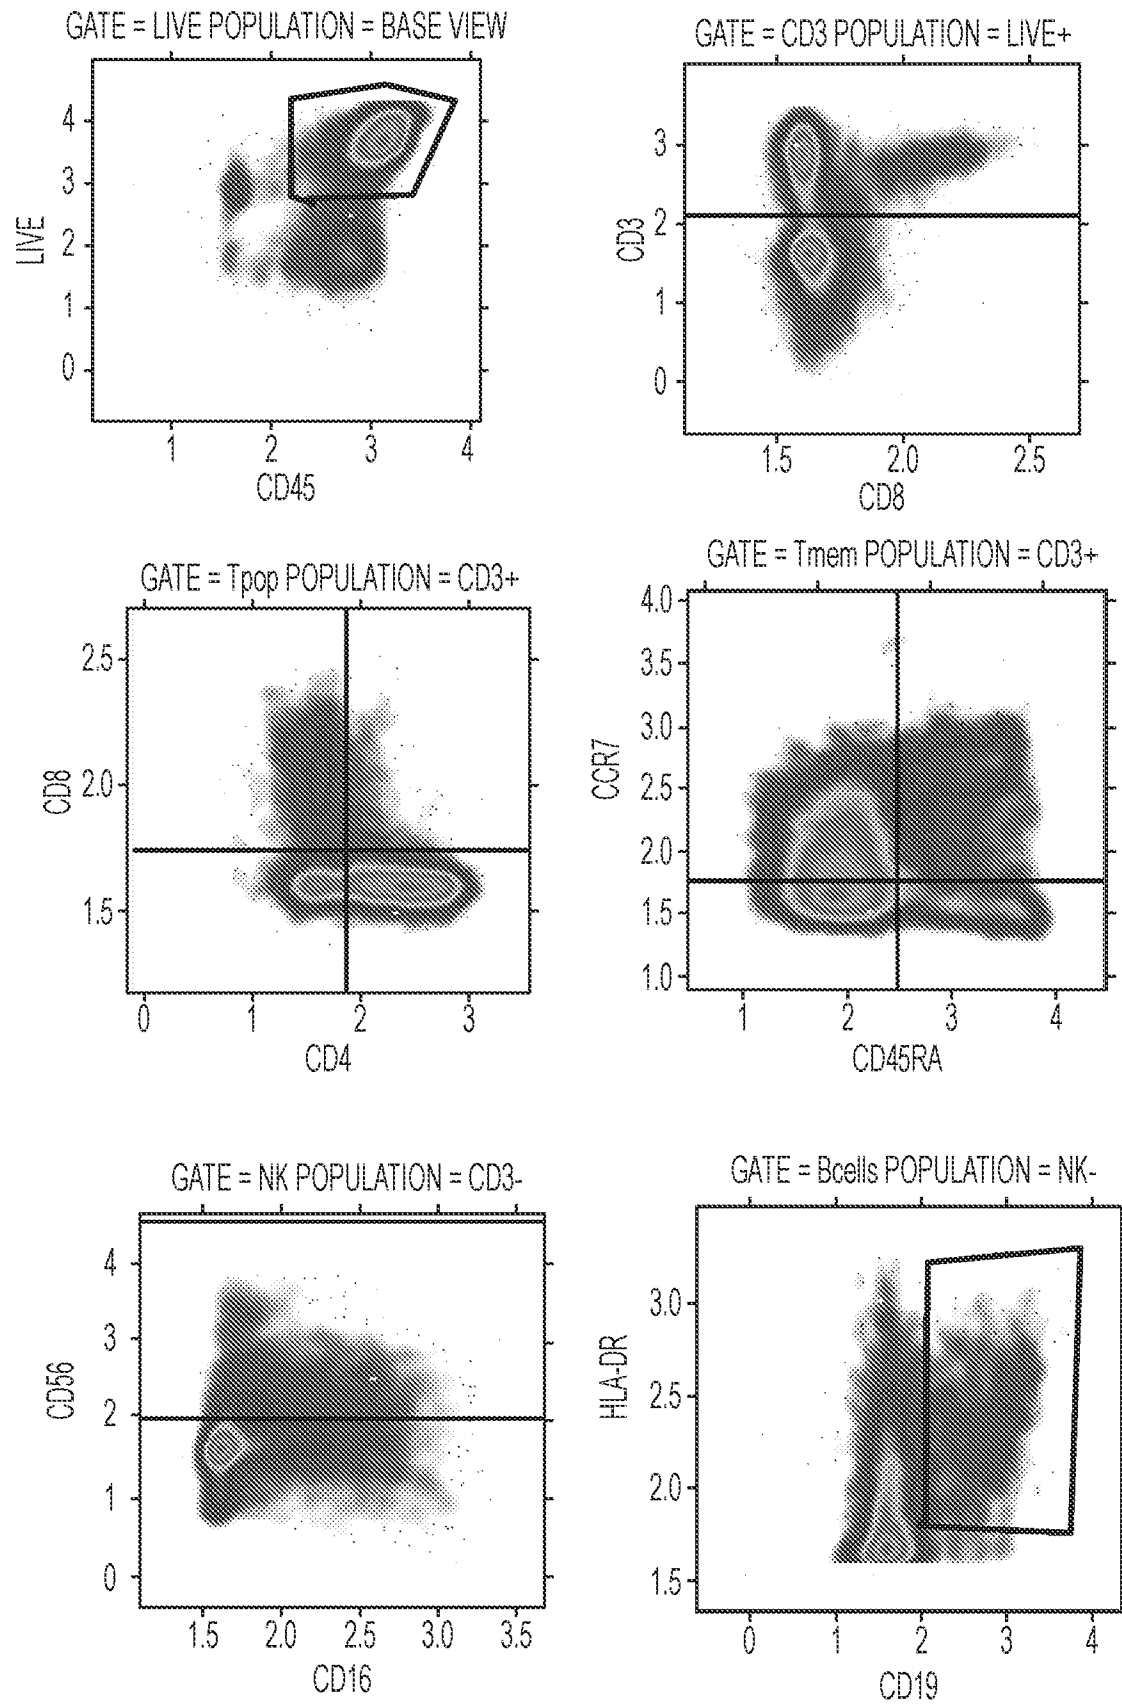 GATE = LIVE POPULATION = BASE VIEW
4
3
2
1
0
LIVE
1 2 3 4
CD45
GATE = CD3 POPULATION = LIVE+
3
2
1
0
CD3
1.5 2.0 2.5
CD8
GATE = Tpop POPULATION = CD3+
2.5
2.0
1.5
CD8
0 1 2 3
CD4
GATE = Tmem POPULATION = CD3+
4.0
3.5
3.0
2.5
2.0
1.5
1.0
CCR7
1 2 3 4
CD45RA
GATE = NK POPULATION = CD3-
4
3
2
1
0
CD56
1.5 2.0 2.5 3.0 3.5
CD16
GATE = Bcells POPULATION = NK-
3.0
2.5
2.0
1.5
HLA-DR
0 1 2 3 4
CD19